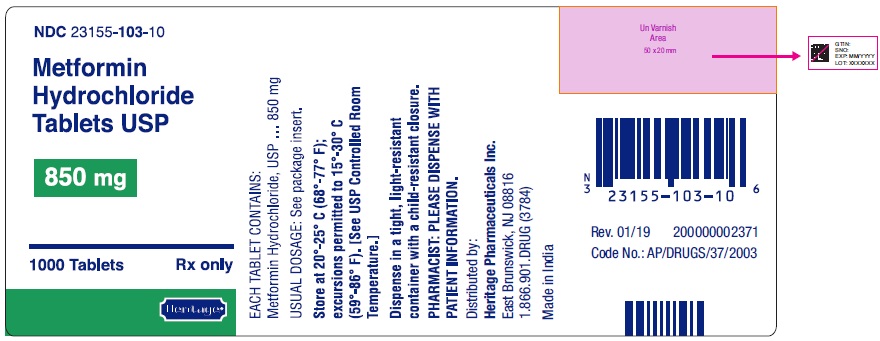 NDC 23155-103-10
Metformin
Hydrochloride
Tablets USP
850 mg
1000 Tablets Rx only
Heritage
EACH TABLET CONTAINS:
Metformin Hydrochloride, USP ... 850 mg
USUAL DOSAGE: See package insert.
Store at 20°-25° C (68°-77° F);
excursions permitted to 15°-30° C
(59°-86° F). [See USP Controlled Room
Temperature.]
Dispense in a tight, light-resistant
container with a child-resistant closure.
PHARMACIST: PLEASE DISPENSE WITH
PATIENT INFORMATION.
Distributed by:
Heritage Pharmaceuticals Inc.
East Brunswick, NJ 08816
1.866.901.DRUG (3784)
Made in India
Un Varnish
Area
50 x 20 mm
GTIN:
SNO:
EXP: MM/YYYY
LOT: XXXXXXX
N
3 23155-103-10 6
Rev. 01/19 200000002371
Code No.: AP/DRUGS/37/2003